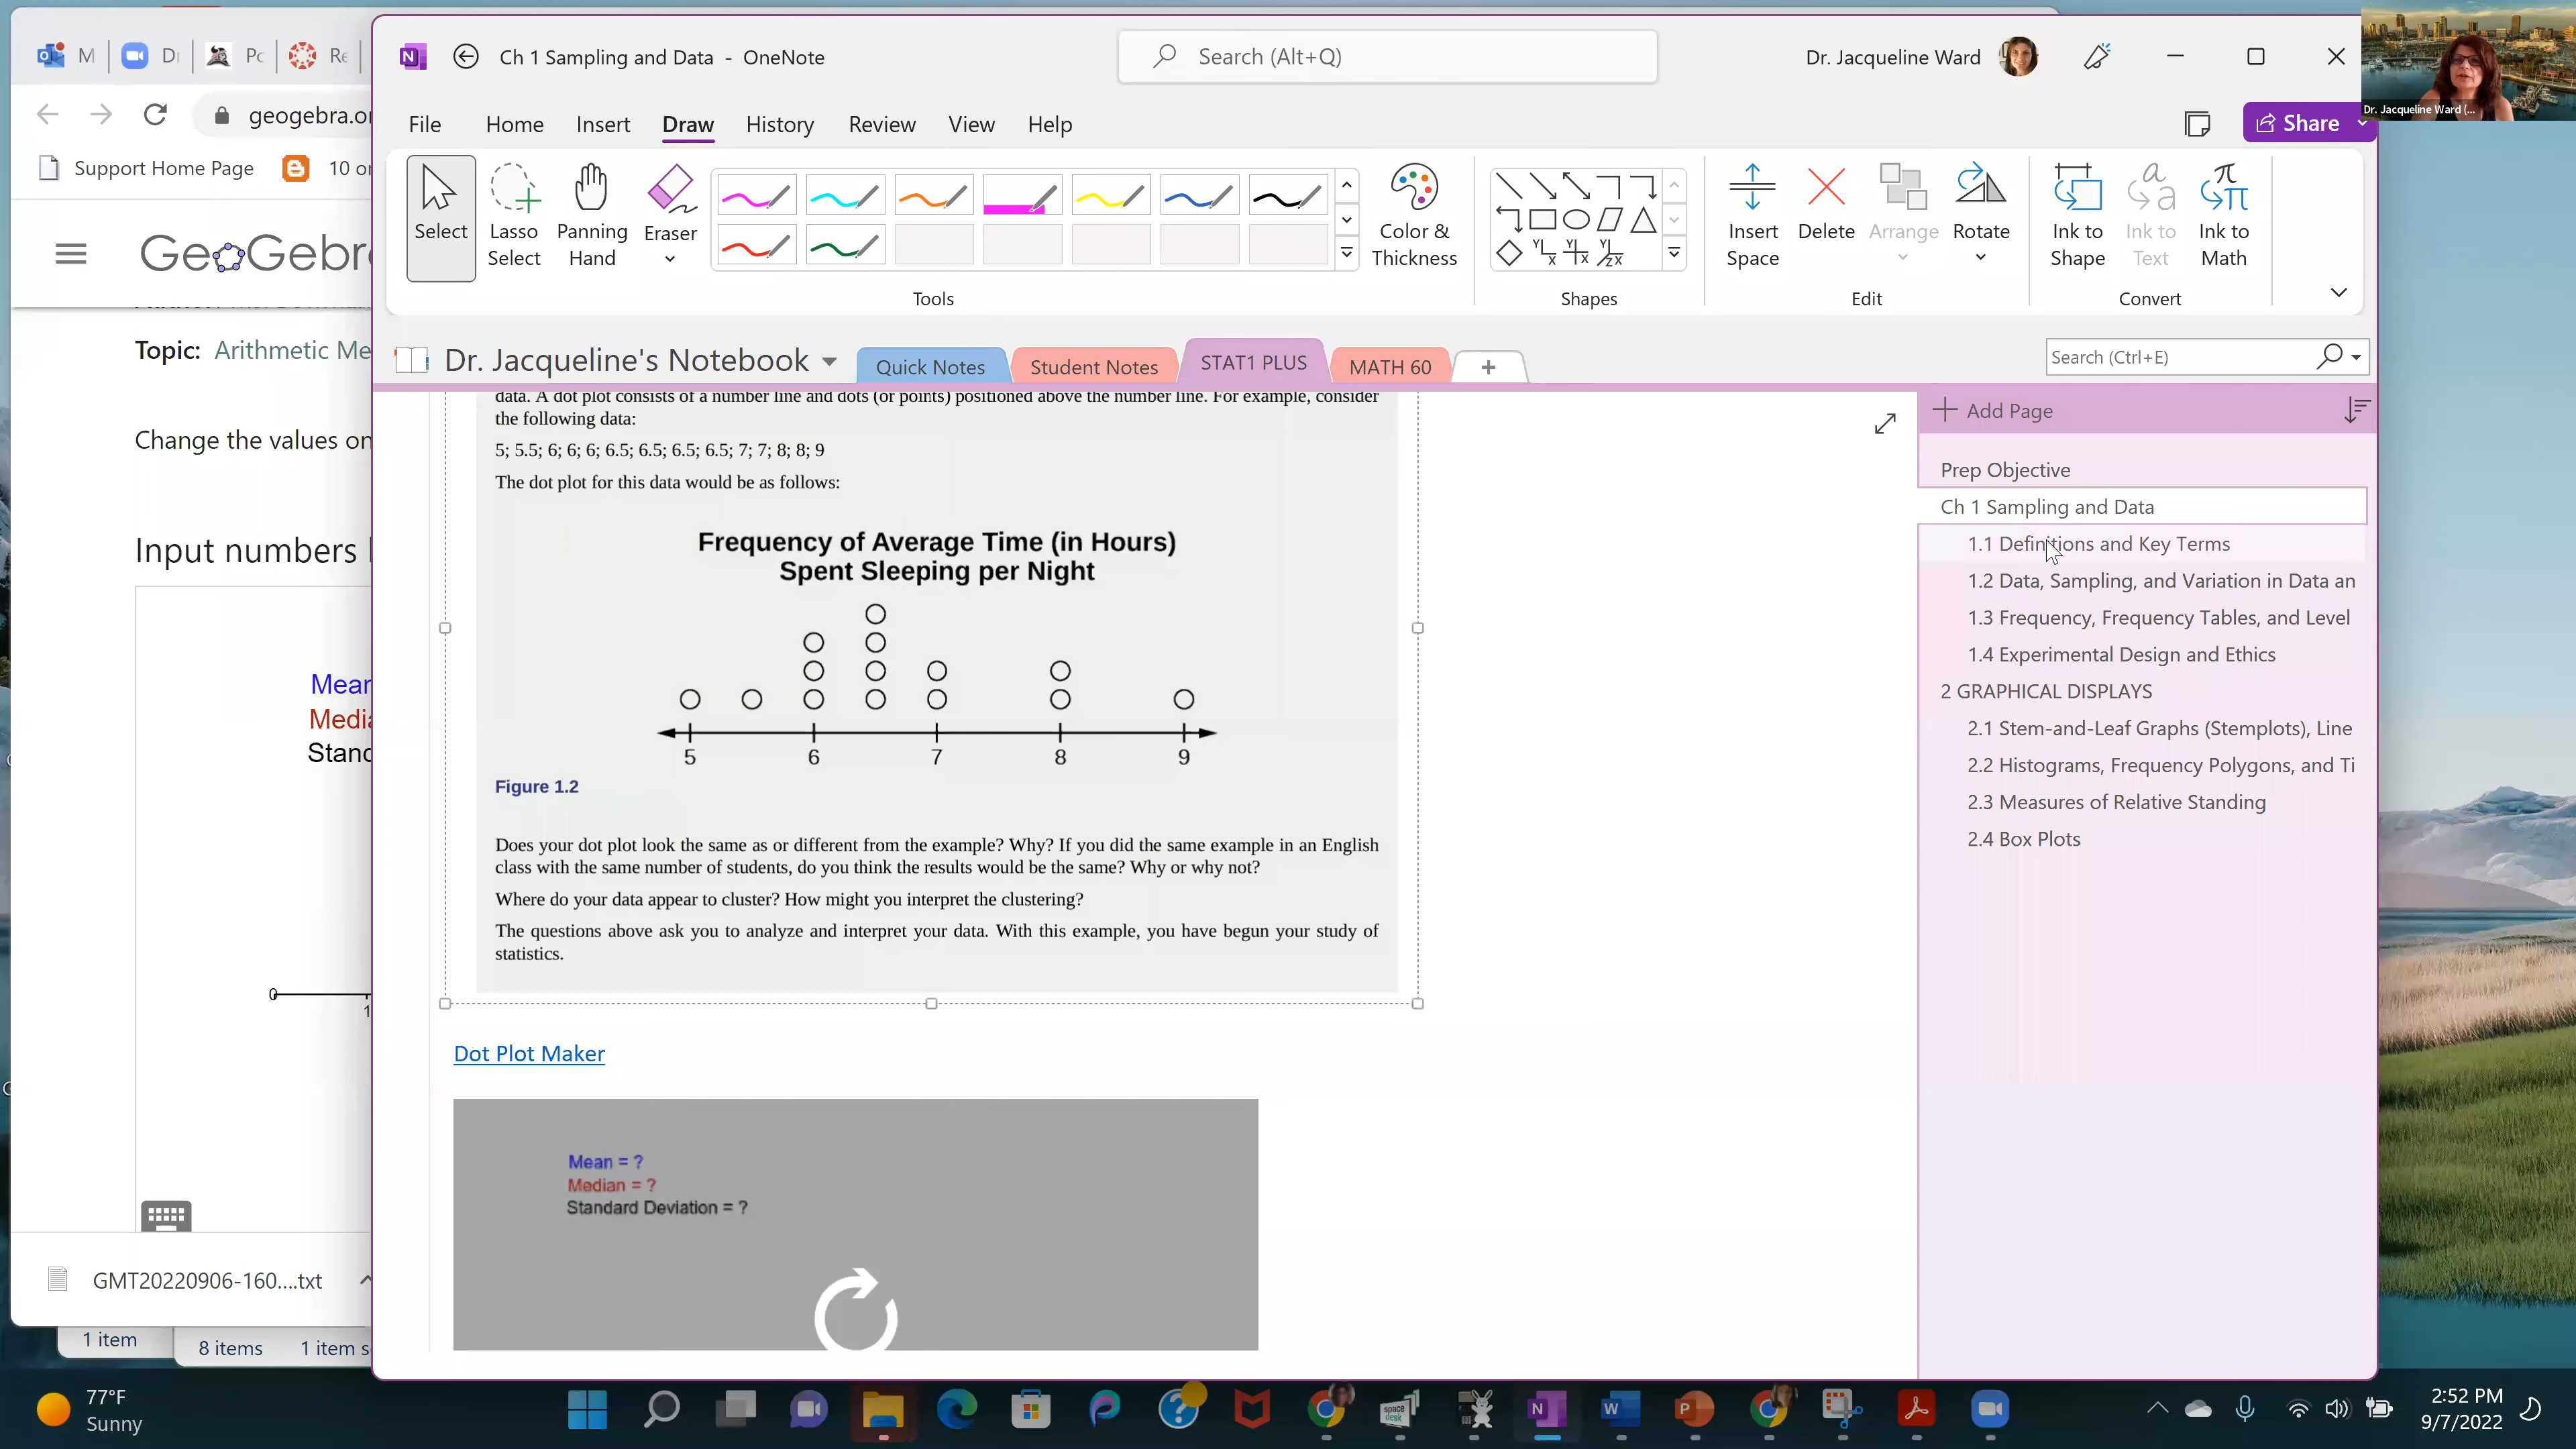 M
Di
Pc
Re
geogebra.o
Support Home Page
10 o
GeoGebr
Topic: Arithmetic Me
Change the values on
Input numbers
Mear
Media
Stand
0
1
GMT20220906-160....txt
1 item
8 items
1 item s
Ch 1 Sampling and Data - OneNote
Search (Alt+Q)
Dr. Jacqueline Ward
Dr. Jacqueline Ward (...
File Home Insert Draw History Review View Help
Share
Select
Lasso
Select
Panning
Hand
Eraser
Color &
Thickness
Insert
Space
Delete
Arrange
Rotate
Ink to
Shape
Ink to
Text
Ink to
Math
Tools
Shapes
Edit
Convert
Dr. Jacqueline's Notebook
Quick Notes
Student Notes
STAT1 PLUS
MATH 60
+
Search (Ctrl+E)
data. A dot plot consists of a number line and dots (or points) positioned above the number line. For example, consider
the following data:
5; 5.5; 6; 6; 6; 6.5; 6.5; 6.5; 6.5; 7; 7; 8; 8; 9
The dot plot for this data would be as follows:
Frequency of Average Time (in Hours)
Spent Sleeping per Night
5 6 7 8 9
Figure 1.2
Does your dot plot look the same as or different from the example? Why? If you did the same example in an English
class with the same number of students, do you think the results would be the same? Why or why not?
Where do your data appear to cluster? How might you interpret the clustering?
The questions above ask you to analyze and interpret your data. With this example, you have begun your study of
statistics.
Dot Plot Maker
Mean = ?
Median = ?
Standard Deviation = ?
Add Page
Prep Objective
Ch 1 Sampling and Data
1.1 Definitions and Key Terms
1.2 Data, Sampling, and Variation in Data an
1.3 Frequency, Frequency Tables, and Level
1.4 Experimental Design and Ethics
2 GRAPHICAL DISPLAYS
2.1 Stem-and-Leaf Graphs (Stemplots), Line
2.2 Histograms, Frequency Polygons, and Ti
2.3 Measures of Relative Standing
2.4 Box Plots
77°F
Sunny
2:52 PM
9/7/2022